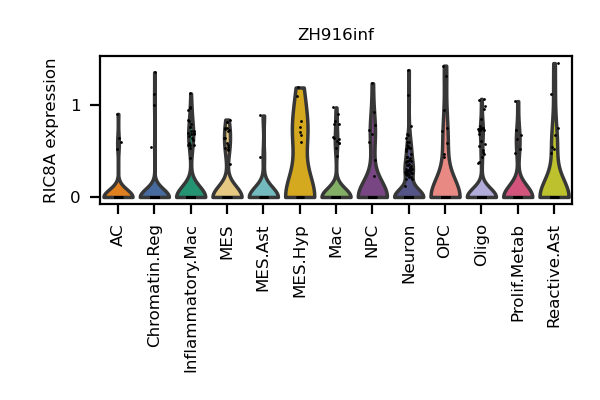 ZH916inf
RIC8A expression
1
0
AC
Chromatin.Reg
Inflammatory.Mac
MES
MES.Ast
MES.Hyp
Mac
NPC
Neuron
OPC
Oligo
Prolif.Metab
Reactive.Ast